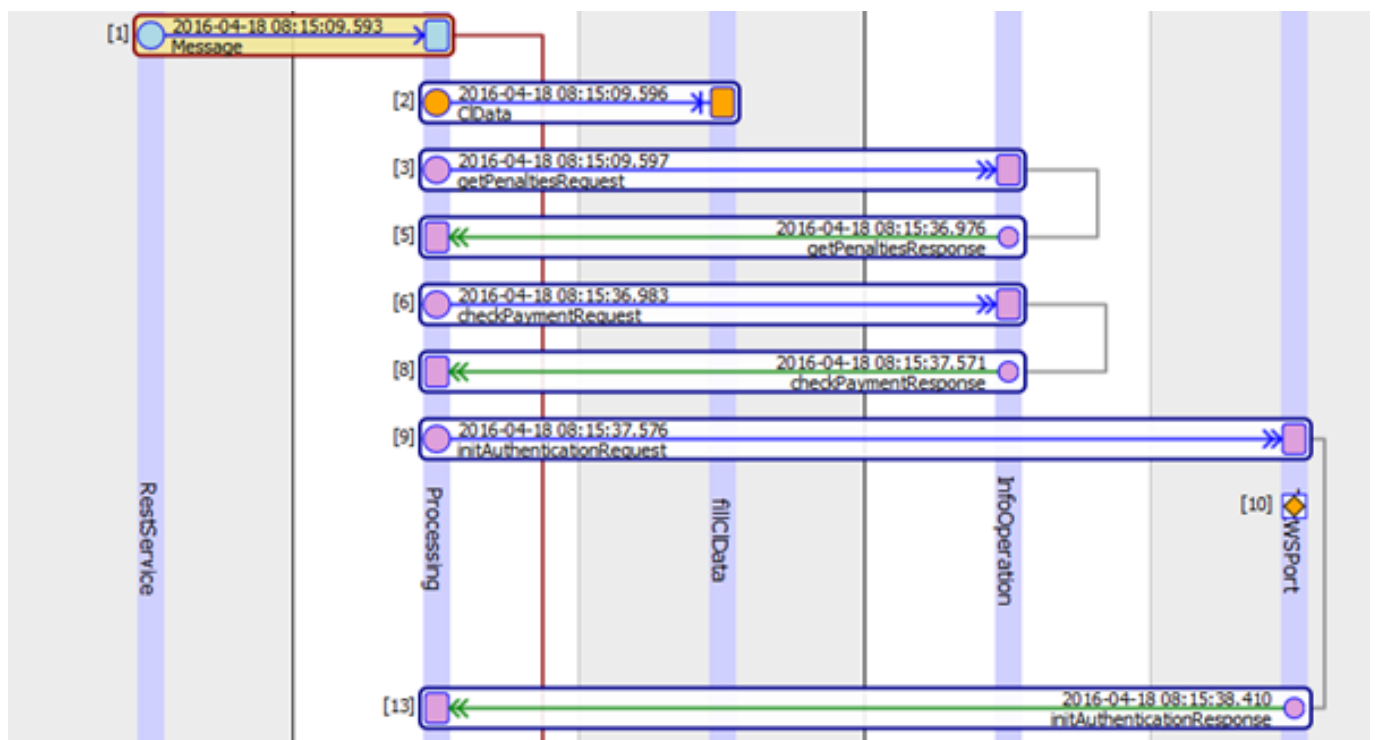 [1] 2016-04-18 08:15:09.593
Message
[2] 2016-04-18 08:15:09.596
ClData
[3] 2016-04-18 08:15:09.597
getPenaltiesRequest
[5] 2016-04-18 08:15:36.976
getPenaltiesResponse
[6] 2016-04-18 08:15:36.983
checkPaymentRequest
[8] 2016-04-18 08:15:37.571
checkPaymentResponse
[9] 2016-04-18 08:15:37.576
initAuthenticationRequest
RestService
Processing
fillClData
InfoOperation
[10]
WSPort
[13] 2016-04-18 08:15:38.410
initAuthenticationResponse